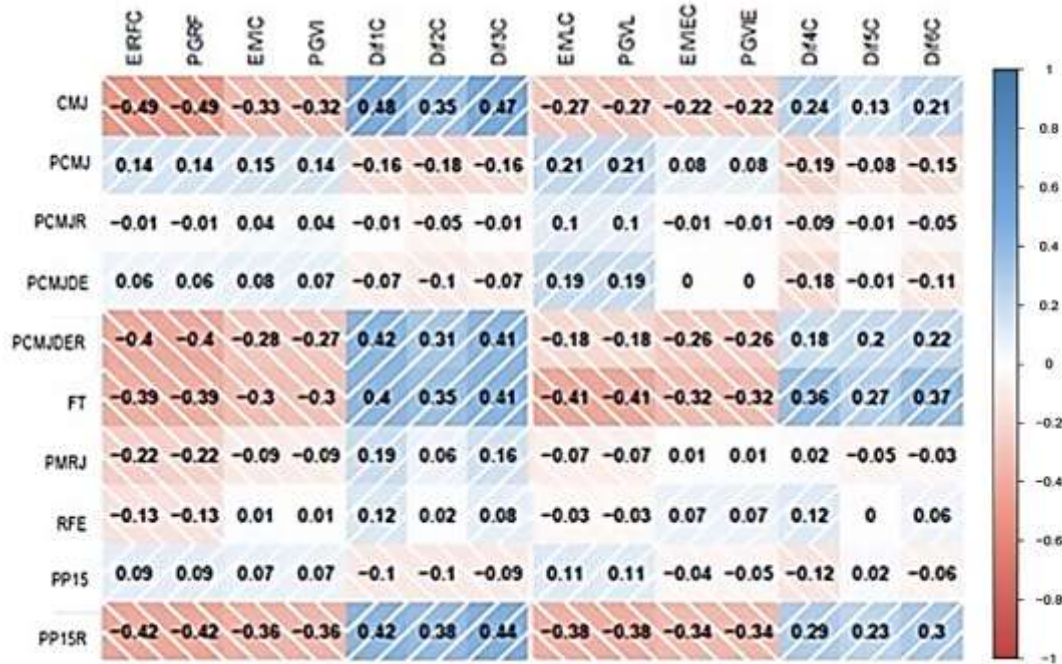 EIRFC PGRF EMIC PGVI Dif1C Dif2C Dif3C EMLC PGVL EMIEC PGVIE Dif4C Dif5C Dif6C
CMJ −0.49 −0.49 −0.33 −0.32 0.48 0.35 0.47 −0.27 −0.27 −0.22 −0.22 0.24 0.13 0.21
PCMJ 0.14 0.14 0.15 0.14 −0.16 −0.18 −0.16 0.21 0.21 0.08 0.08 −0.19 −0.08 −0.15
PCMJR −0.01 −0.01 0.04 0.04 −0.01 −0.05 −0.01 0.1 0.1 −0.01 −0.01 −0.09 −0.01 −0.05
PCMJDE 0.06 0.06 0.08 0.07 −0.07 −0.1 −0.07 0.19 0.19 0 0 −0.18 −0.01 −0.11
PCMJDER −0.4 −0.4 −0.28 −0.27 0.42 0.31 0.41 −0.18 −0.18 −0.26 −0.26 0.18 0.2 0.22
FT −0.39 −0.39 −0.3 −0.3 0.4 0.35 0.41 −0.41 −0.41 −0.32 −0.32 0.36 0.27 0.37
PMRJ −0.22 −0.22 −0.09 −0.09 0.19 0.06 0.16 −0.07 −0.07 0.01 0.01 0.02 −0.05 −0.03
RFE −0.13 −0.13 0.01 0.01 0.12 0.02 0.08 −0.03 −0.03 0.07 0.07 0.12 0 0.06
PP15 0.09 0.09 0.07 0.07 −0.1 −0.1 −0.09 0.11 0.11 −0.04 −0.05 −0.12 0.02 −0.06
PP15R −0.42 −0.42 −0.36 −0.36 0.42 0.38 0.44 −0.38 −0.38 −0.34 −0.34 0.29 0.23 0.3
1
0.8
0.6
0.4
0.2
0
−0.2
−0.4
−0.6
−0.8
−1